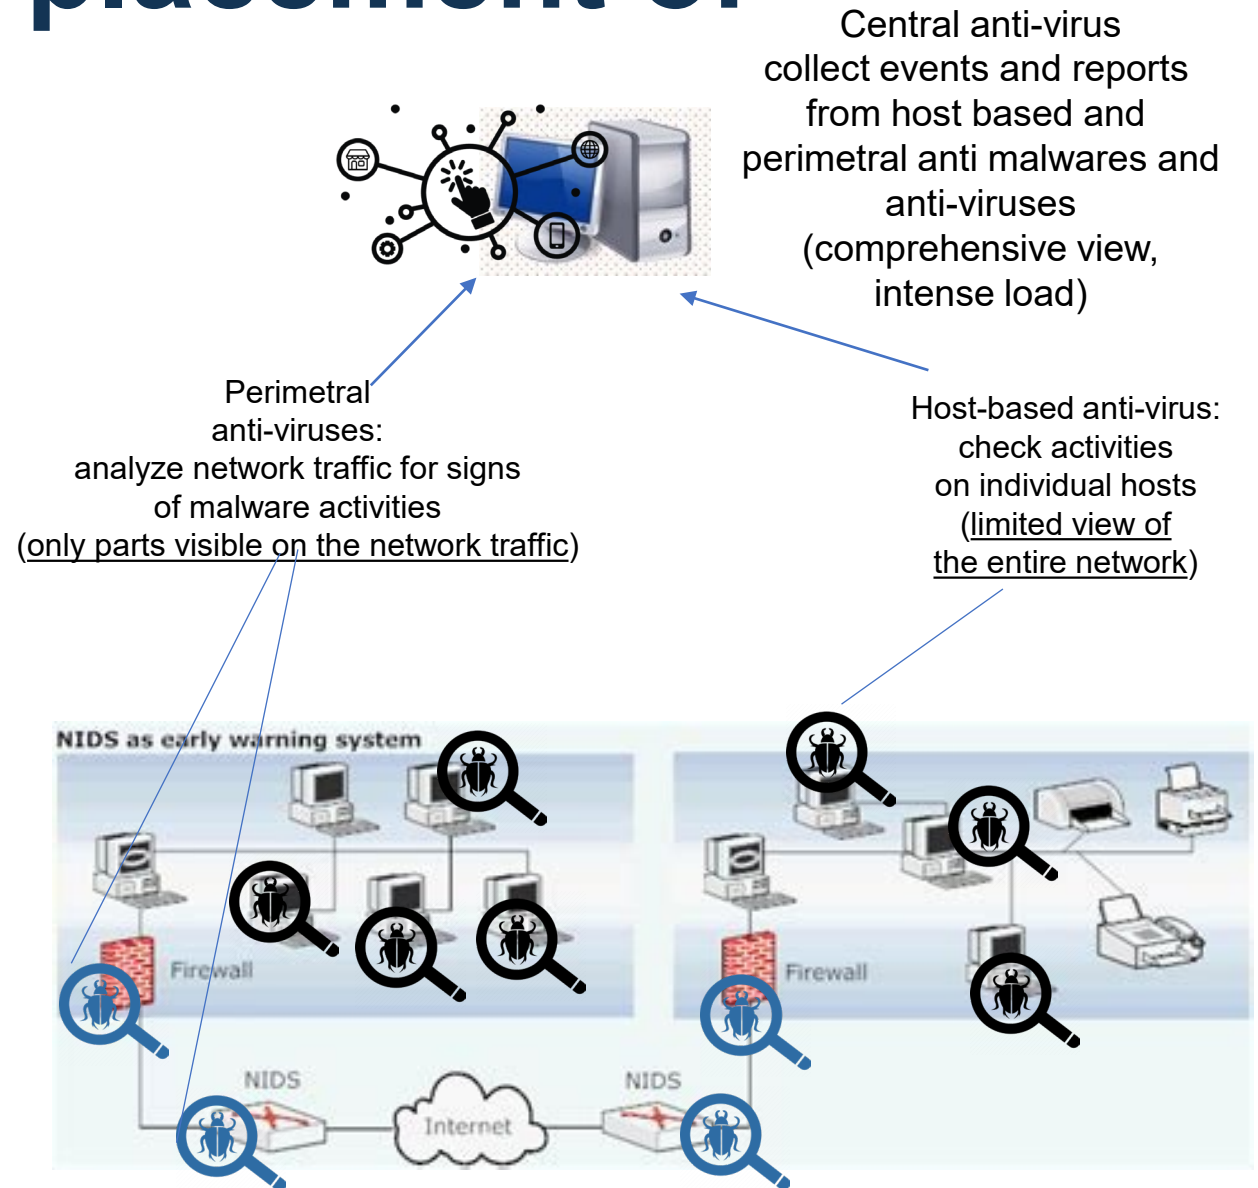 placement of
Central anti-virus
collect events and reports
from host based and
perimetral anti malwares and
anti-viruses
(comprehensive view,
intense load)
Perimetral
anti-viruses:
analyze network traffic for signs
of malware activities
(only parts visible on the network traffic)
Host-based anti-virus:
check activities
on individual hosts
(limited view of
the entire network)
NIDS as early warning system
Firewall
Firewall
NIDS
NIDS
Internet